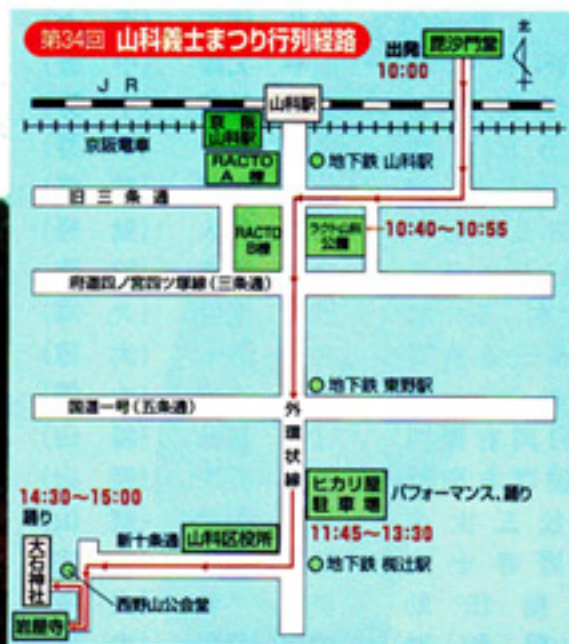 第34回 山科義士まつり行列経路
出発
毘沙門堂
10:00
北
JR
山科駅
京阪
山科駅
京阪電車
RACTO
A棟
地下鉄 山科駅
旧三条通
RACTO
B棟
ラクト山科
公園
10:40～10:55
府道四ノ宮四ツ塚線(三条通)
地下鉄 東野駅
国道一号(五条通)
外環状線
ヒカリ屋
駐車場
パフォーマンス、踊り
11:45～13:30
14:30～15:00
踊り
新十条通
山科区役所
地下鉄 椥辻駅
大石神社
西野山公会堂
岩屋寺